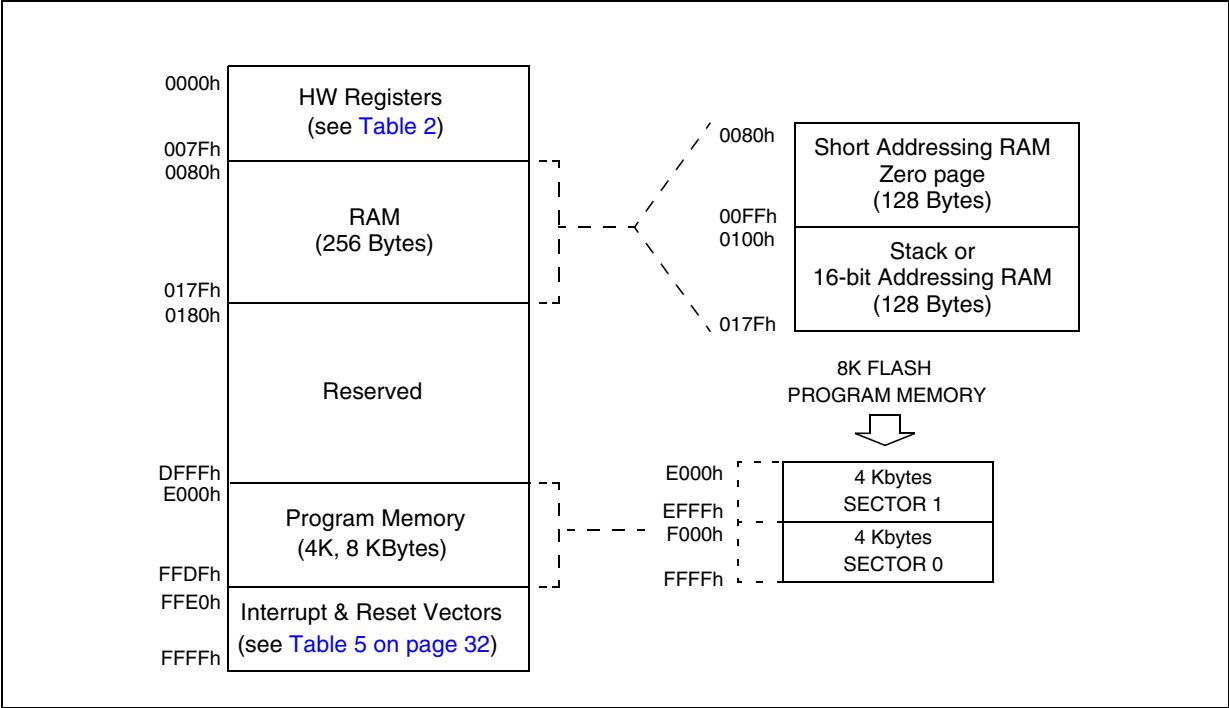 0000h
HW Registers
(see Table 2)
007Fh
0080h
RAM
(256 Bytes)
017Fh
0180h
Reserved
DFFFh
E000h
Program Memory
(4K, 8 KBytes)
FFDFh
FFE0h
Interrupt & Reset Vectors
(see Table 5 on page 32)
FFFFh
0080h
Short Addressing RAM
Zero page
(128 Bytes)
00FFh
0100h
Stack or
16-bit Addressing RAM
(128 Bytes)
017Fh
8K FLASH
PROGRAM MEMORY
E000h
4 Kbytes
SECTOR 1
EFFFh
F000h
4 Kbytes
SECTOR 0
FFFFh